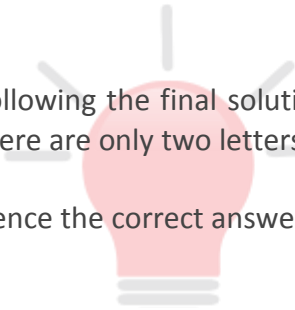 ollowing the final soluti
ere are only two letters
ence the correct answe